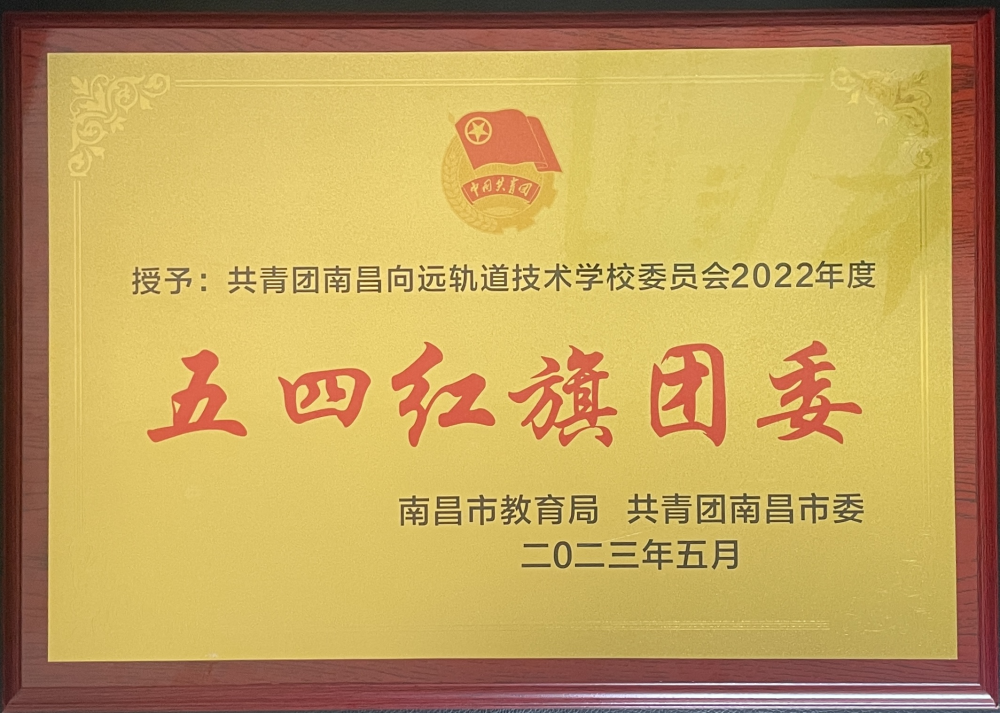 中国共青团
授予：共青团南昌向远轨道技术学校委员会2022年度
五四红旗团委
南昌市教育局 共青团南昌市委
二0二三年五月